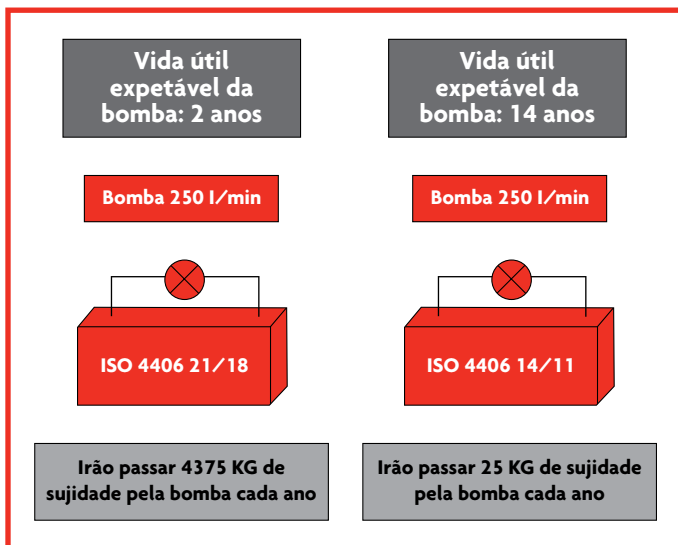 Vida útil
expetável da
bomba: 2 anos
Bomba 250 l/min
ISO 4406 21/18
Irão passar 4375 KG de
sujidade pela bomba cada ano
Vida útil
expetável da
bomba: 14 anos
Bomba 250 l/min
ISO 4406 14/11
Irão passar 25 KG de sujidade
pela bomba cada ano